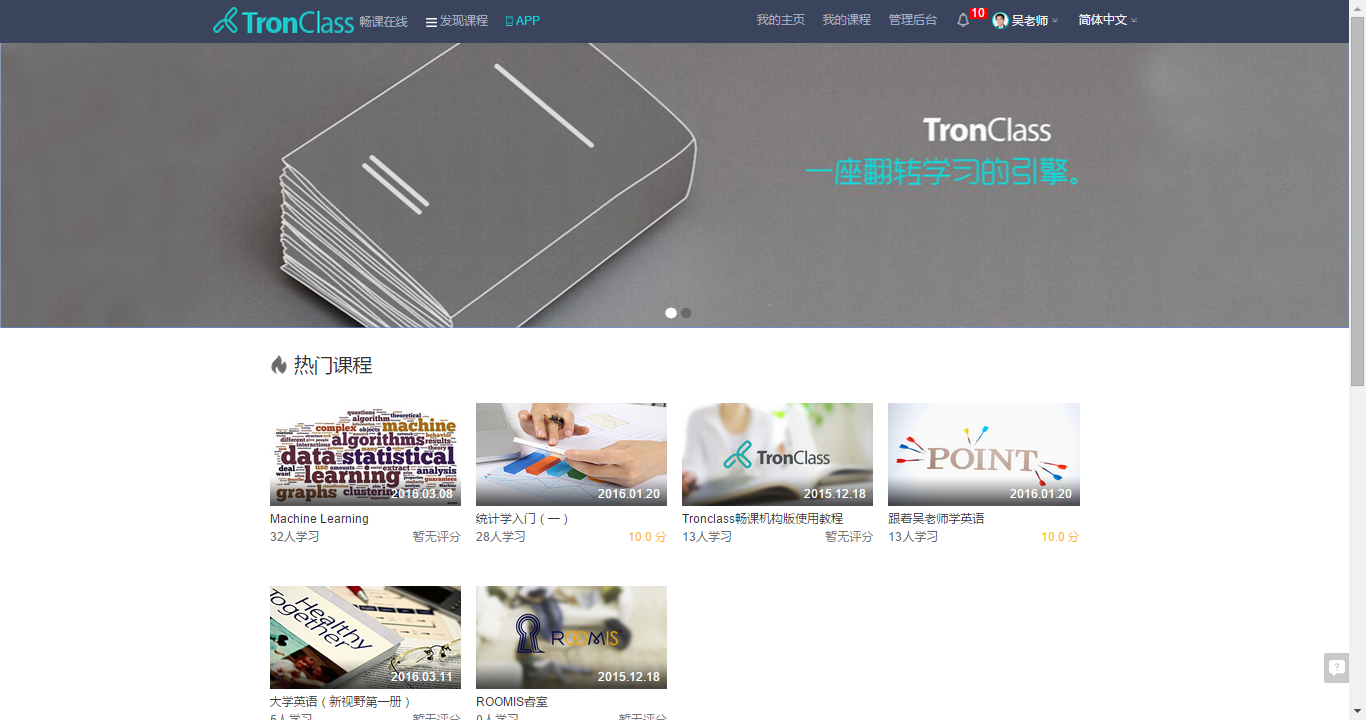 TronClass 畅课在线 发现课程 APP 我的主页 我的课程 管理后台 10 吴老师 简体中文
TronClass
一座翻转学习的引擎。
热门课程
questions
algorithm theoretical
complex machine
algorithms
data statistical
learning analysis
graphs clustering
2016.03.08
Machine Learning
32人学习 暂无评分
2016.01.20
统计学入门（一）
28人学习 10.0 分
TronClass
2015.12.18
Tronclass畅课机构版使用教程
13人学习 暂无评分
POINT
2016.01.20
跟着吴老师学英语
13人学习 10.0 分
Healthy
Together
2016.03.11
大学英语（新视野第一册）
5人学习 暂无评分
ROOMIS
2015.12.18
ROOMIS睿室
0人学习 暂无评分